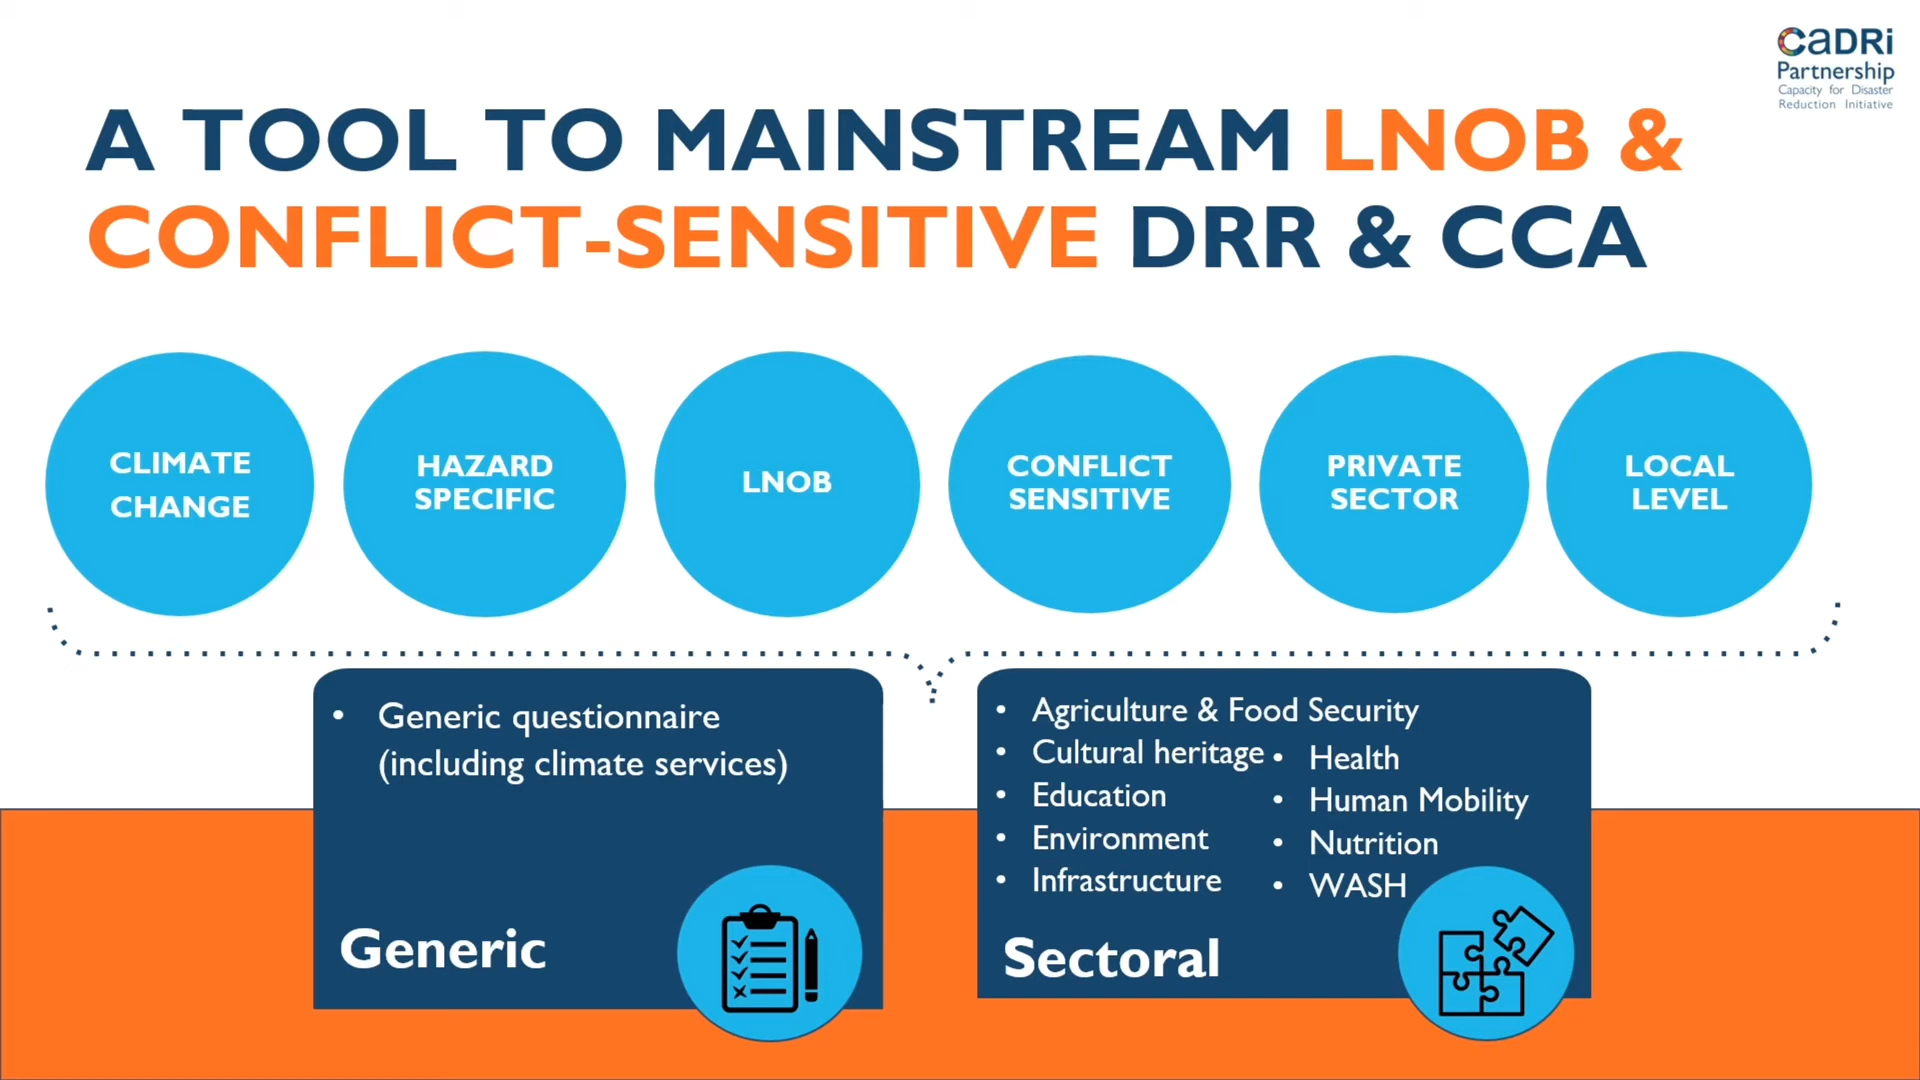 CaDRi
Partnership
Capacity for Disaster
Reduction Initiative
A TOOL TO MAINSTREAM LNOB &
CONFLICT-SENSITIVE DRR & CCA
CLIMATE
CHANGE
HAZARD
SPECIFIC
LNOB
CONFLICT
SENSITIVE
PRIVATE
SECTOR
LOCAL
LEVEL
• Generic questionnaire
(including climate services)
Generic
• Agriculture & Food Security
• Cultural heritage
• Education
• Environment
• Infrastructure
• Health
• Human Mobility
• Nutrition
• WASH
Sectoral